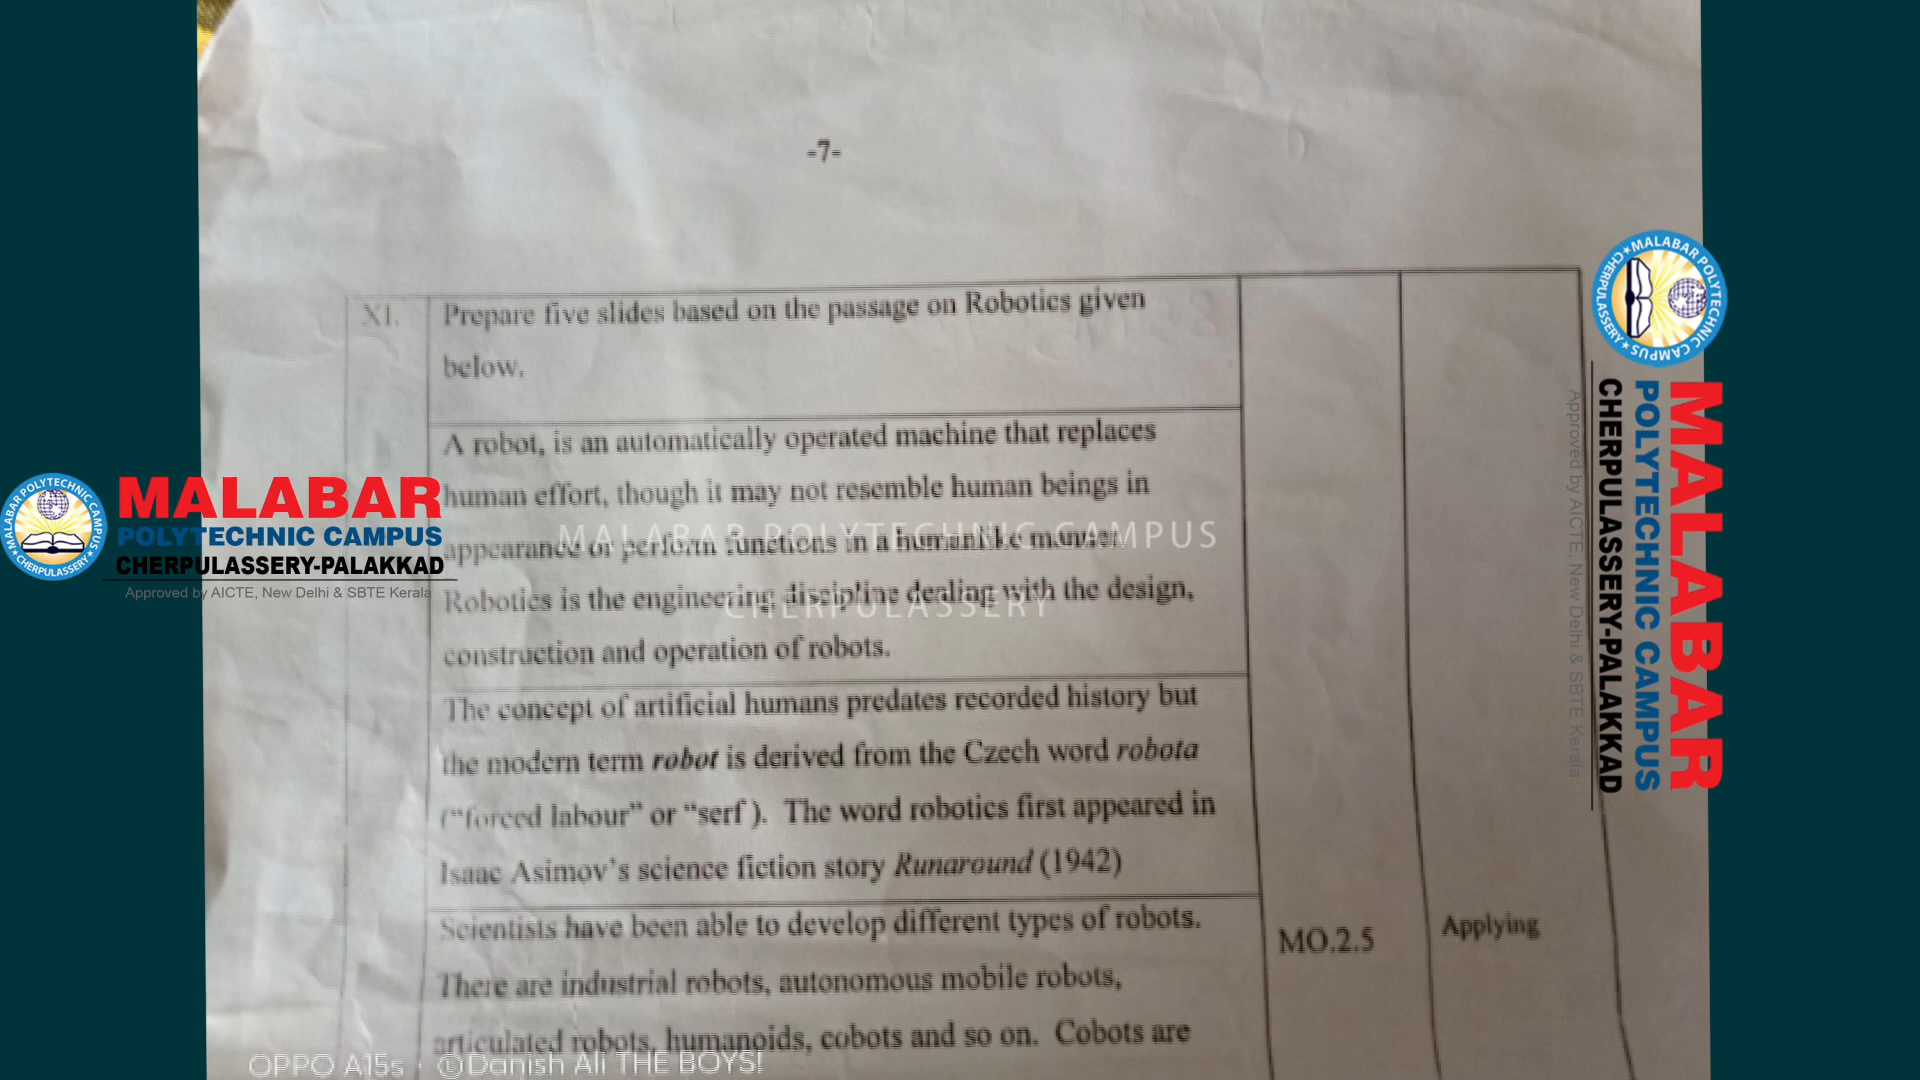 -7-
XI.
Prepare five slides based on the passage on Robotics given
below.
A robot, is an automatically operated machine that replaces
human effort, though it may not resemble human beings in
appearance or perform functions in a humanlike manner.
Robotics is the engineering discipline dealing with the design,
construction and operation of robots.
The concept of artificial humans predates recorded history but
the modern term robot is derived from the Czech word robota
("forced labour" or "serf"). The word robotics first appeared in
Isaac Asimov's science fiction story Runaround (1942)
Scientists have been able to develop different types of robots.
There are industrial robots, autonomous mobile robots,
articulated robots, humanoids, cobots and so on. Cobots are
MO.2.5
Applying
MALABAR POLYTECHNIC CAMPUS
CHERPULASSERY
MALABAR POLYTECHNIC CAMPUS
★CHERPULASSERY★
MALABAR
POLYTECHNIC CAMPUS
CHERPULASSERY-PALAKKAD
Approved by AICTE, New Delhi & SBTE Kerala
MALABAR POLYTECHNIC CAMPUS
★CHERPULASSERY★
MALABAR
POLYTECHNIC CAMPUS
CHERPULASSERY-PALAKKAD
Approved by AICTE, New Delhi & SBTE Kerala
OPPO A15s · ©Danish Ali THE BOYS!